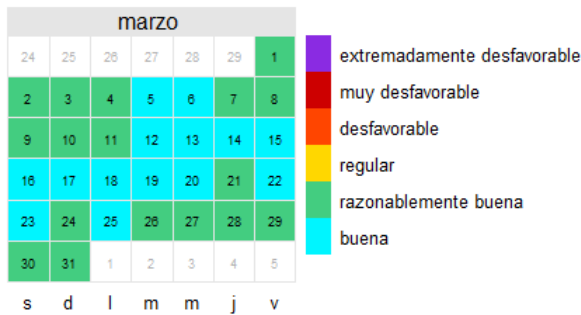 marzo
24 25 26 27 28 29 1
2 3 4 5 6 7 8
9 10 11 12 13 14 15
16 17 18 19 20 21 22
23 24 25 26 27 28 29
30 31 1 2 3 4 5
s d l m m j v
extremadamente desfavorable
muy desfavorable
desfavorable
regular
razonablemente buena
buena